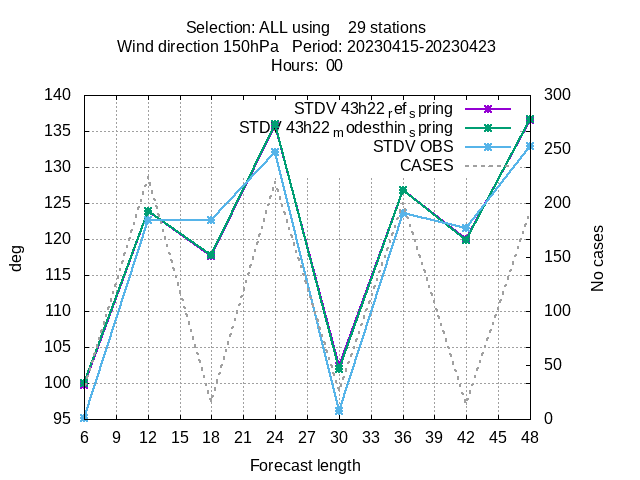 Selection: ALL using    29 stations
Wind direction 150hPa   Period: 20230415-20230423
Hours:  00
STDV 43h22 ref spring
STDV 43h22 modesthin spring
STDV OBS
CASES
140
135
130
125
120
115
110
105
100
95
deg
300
250
200
150
100
50
0
No cases
6 9 12 15 18 21 24 27 30 33 36 39 42 45 48
Forecast length